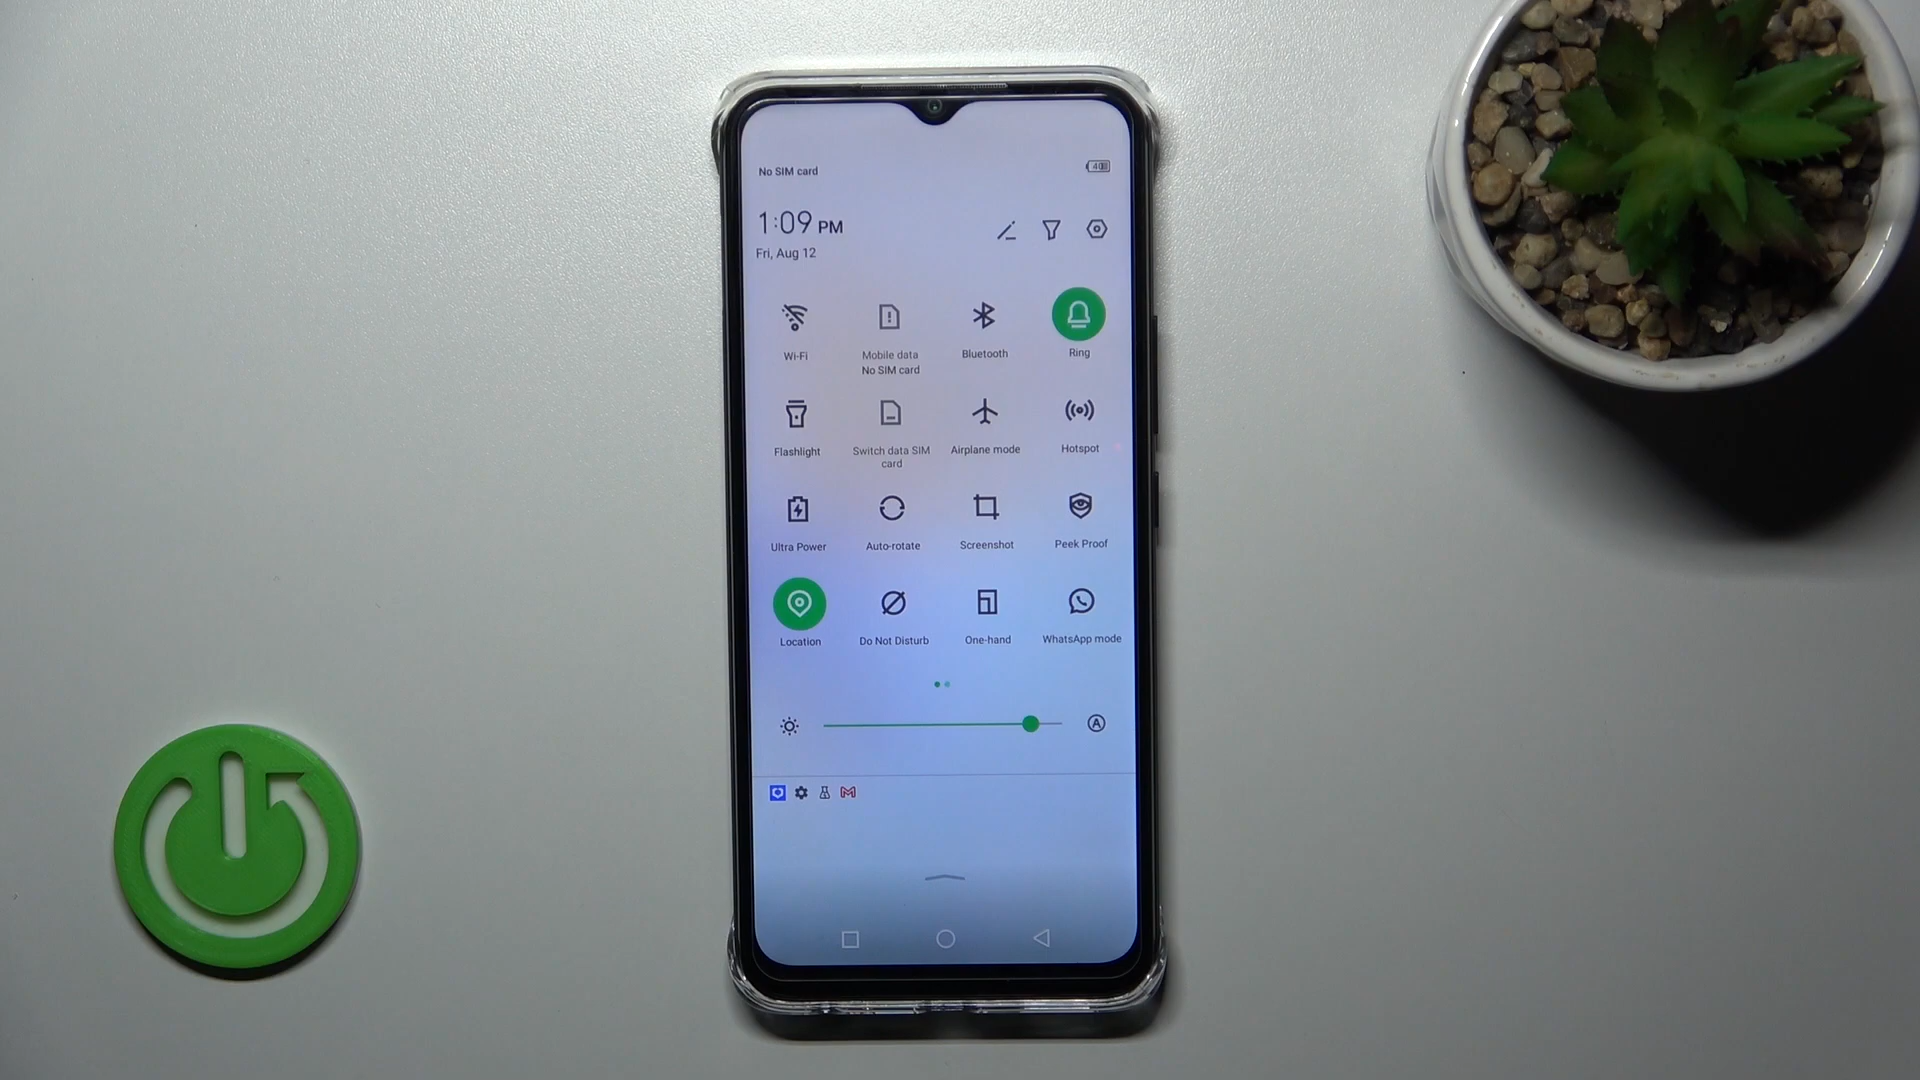 No SIM card
1:09 PM
Fri, Aug 12
Wi-Fi
Mobile data
No SIM card
Bluetooth
Ring
Flashlight
Switch data SIM
card
Airplane mode
Hotspot
Ultra Power
Auto-rotate
Screenshot
Peek Proof
Location
Do Not Disturb
One-hand
WhatsApp mode
A